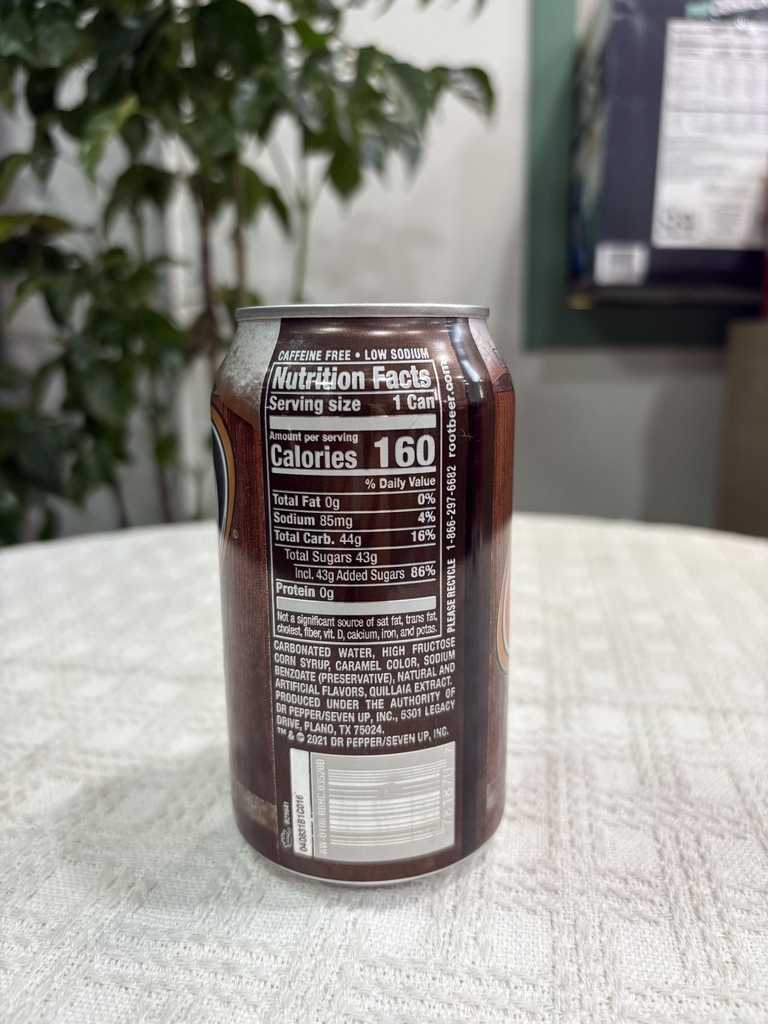 CAFFEINE FREE • LOW SODIUM
Nutrition Facts
Serving size 1 Can
Amount per serving
Calories 160
% Daily Value
Total Fat 0g 0%
Sodium 85mg 4%
Total Carb. 44g 16%
Total Sugars 43g
Incl. 43g Added Sugars 86%
Protein 0g
Not a significant source of sat fat, trans fat,
cholest, fiber, vit. D, calcium, iron, and potas.
PLEASE RECYCLE 1-866-297-6682 rootbeer.com
CARBONATED WATER, HIGH FRUCTOSE
CORN SYRUP, CARAMEL COLOR, SODIUM
BENZOATE (PRESERVATIVE), NATURAL AND
ARTIFICIAL FLAVORS, QUILLAIA EXTRACT.
PRODUCED UNDER THE AUTHORITY OF
DR PEPPER/SEVEN UP, INC., 5301 LEGACY
DRIVE, PLANO, TX 75024.
™ & © 2021 DR PEPPER/SEVEN UP, INC.